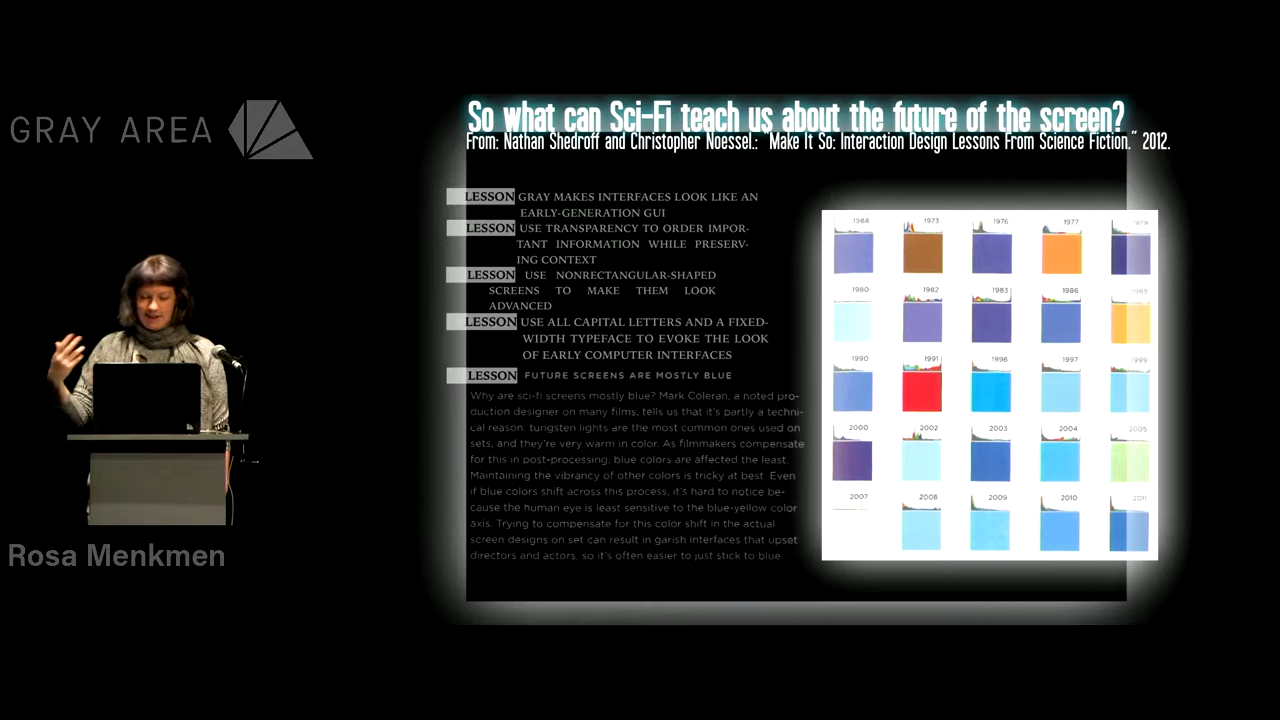 GRAY AREA
So what can Sci-Fi teach us about the future of the screen?
From: Nathan Shedroff and Christopher Noessel.: "Make It So: Interaction Design Lessons From Science Fiction." 2012.
LESSON GRAY MAKES INTERFACES LOOK LIKE AN
EARLY-GENERATION GUI
LESSON USE TRANSPARENCY TO ORDER IMPOR-
TANT INFORMATION WHILE PRESERV-
ING CONTEXT
LESSON USE NONRECTANGULAR-SHAPED
SCREENS TO MAKE THEM LOOK
ADVANCED
LESSON USE ALL CAPITAL LETTERS AND A FIXED-
WIDTH TYPEFACE TO EVOKE THE LOOK
OF EARLY COMPUTER INTERFACES
LESSON FUTURE SCREENS ARE MOSTLY BLUE
Why are sci-fi screens mostly blue? Mark Coleran, a noted pro-
duction designer on many films, tells us that it's partly a techni-
cal reason: tungsten lights are the most common ones used on
sets, and they're very warm in color. As filmmakers compensate
for this in post-processing, blue colors are affected the least.
Maintaining the vibrancy of other colors is tricky at best. Even
if blue colors shift across this process, it's hard to notice be-
cause the human eye is least sensitive to the blue-yellow color
axis. Trying to compensate for this color shift in the actual
screen designs on set can result in garish interfaces that upset
directors and actors, so it's often easier to just stick to blue
1968 1973 1976 1977 1979
1980 1982 1983 1986 1989
1990 1991 1996 1997 1999
2000 2002 2003 2004 2005
2007 2008 2009 2010 2011
Rosa Menkmen